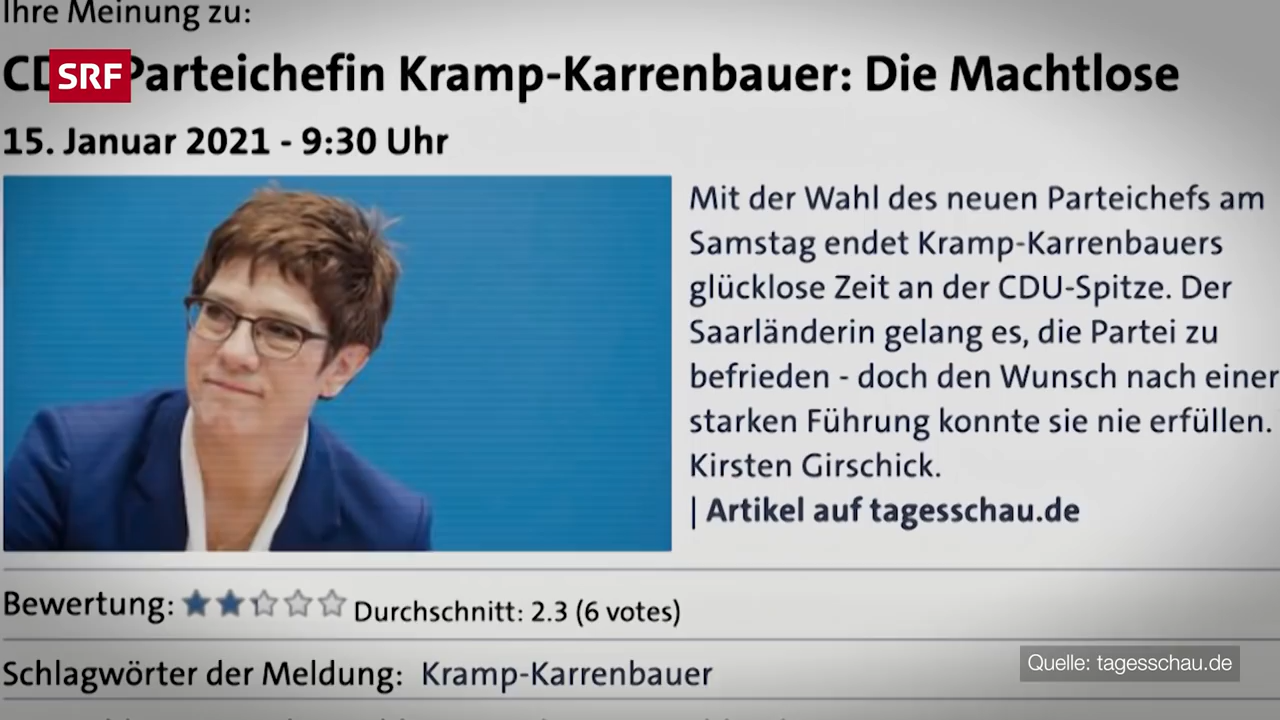 Ihre Meinung zu:
SRF
Parteichefin Kramp-Karrenbauer: Die Machtlose
15. Januar 2021 - 9:30 Uhr
Mit der Wahl des neuen Parteichefs am
Samstag endet Kramp-Karrenbauers
glücklose Zeit an der CDU-Spitze. Der
Saarländerin gelang es, die Partei zu
befrieden - doch den Wunsch nach einer
starken Führung konnte sie nie erfüllen.
Kirsten Girschick.
| Artikel auf tagesschau.de
Bewertung: Durchschnitt: 2.3 (6 votes)
Schlagwörter der Meldung: Kramp-Karrenbauer
Quelle: tagesschau.de